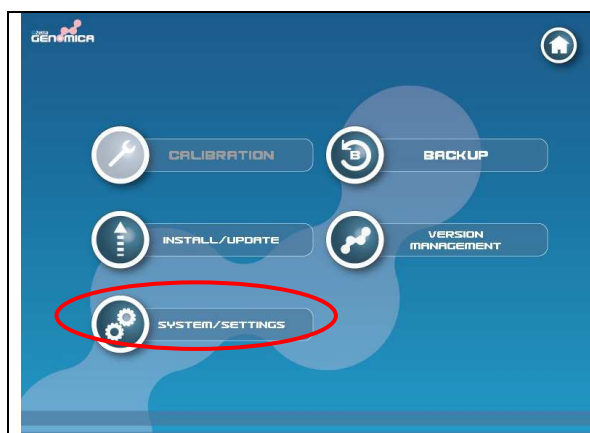 GENOMICA
CALIBRATION
B
BACKUP
INSTALL/UPDATE
VERSION
MANAGEMENT
SYSTEM/SETTINGS